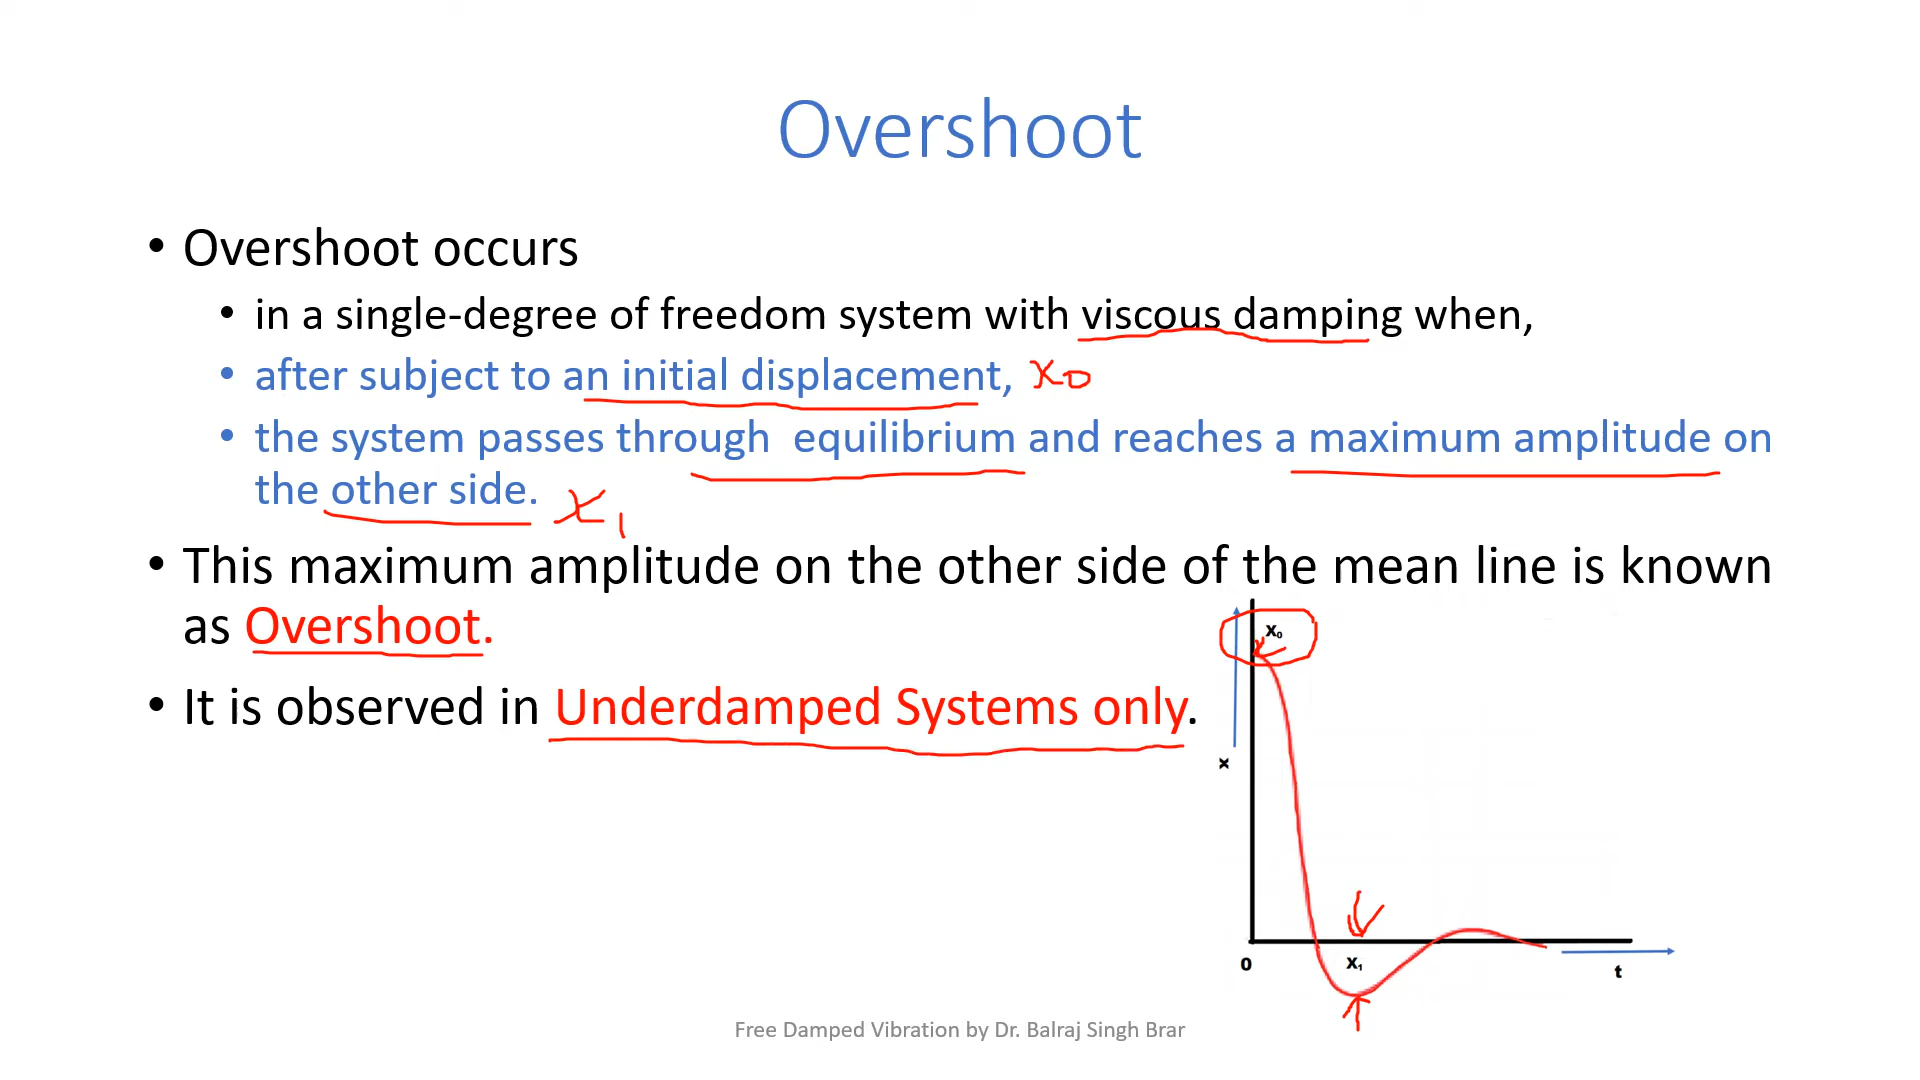 Overshoot
• Overshoot occurs
• in a single-degree of freedom system with viscous damping when,
• after subject to an initial displacement, x0
• the system passes through equilibrium and reaches a maximum amplitude on
the other side. x1
• This maximum amplitude on the other side of the mean line is known
as Overshoot.
x₀
• It is observed in Underdamped Systems only.
x
0
x₁
t
Free Damped Vibration by Dr. Balraj Singh Brar